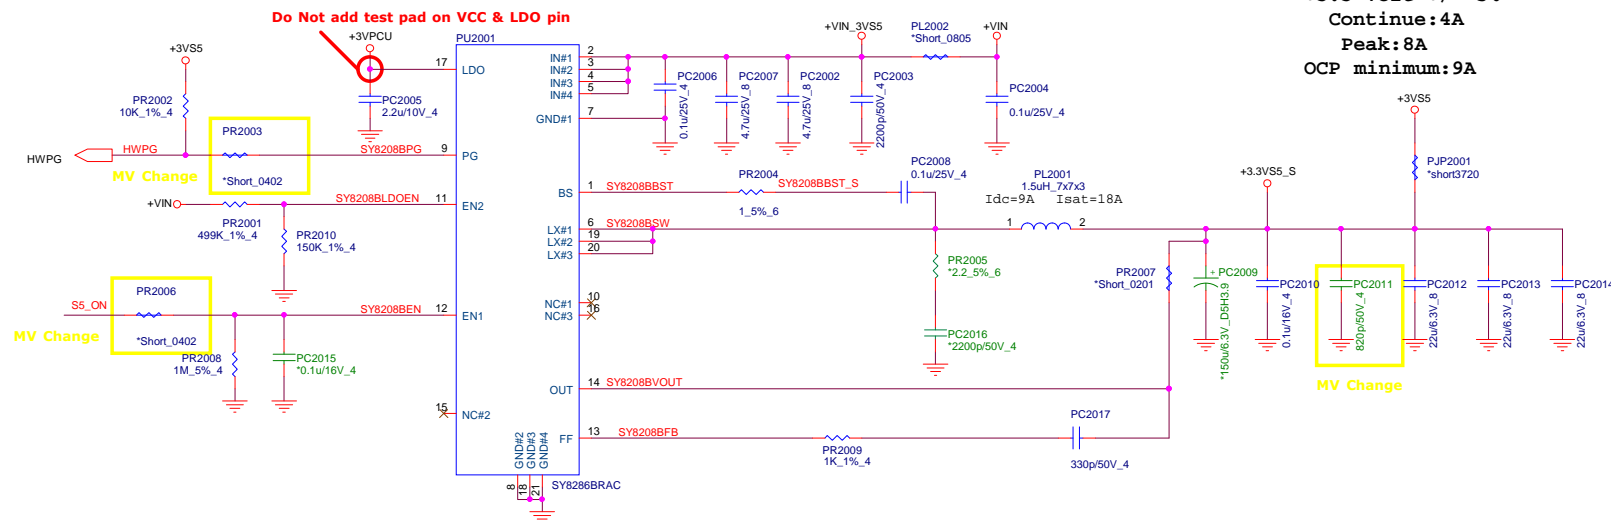 Continue:4A
Peak:8A
OCP minimum:9A
Do Not add test pad on VCC & LDO pin
+3VPCU
+3VS5
PR2002
10K_1%_4
PC2005
2.2u/10V_4
PR2003
*Short_0402
HWPG
HWPG
MV Change
SY8208BPG
+VIN
PR2001
499K_1%_4
SY8208BLDOEN
PR2010
150K_1%_4
PR2006
*Short_0402
S5_ON
MV Change
SY8208BEN
PR2008
1M_5%_4
PC2015
*0.1u/16V_4
PU2001
17
LDO
9
PG
11
EN2
12
EN1
15
NC#2
IN#1
2
IN#2
3
IN#3
4
IN#4
5
GND#1
7
BS
1
LX#1
6
LX#2
19
LX#3
20
NC#1
10
NC#3
16
OUT
14
FF
13
GND#2
GND#3
GND#4
8
18
21
SY8286BRAC
+VIN_3VS5
PL2002
*Short_0805
+VIN
PC2006
0.1u/25V_4
PC2007
4.7u/25V_8
PC2002
4.7u/25V_8
PC2003
2200p/50V_4
PC2004
0.1u/25V_4
SY8208BBST
PR2004
1_5%_6
SY8208BBST_S
PC2008
0.1u/25V_4
PL2001
1.5uH_7x7x3
Idc=9A Isat=18A
1
2
SY8208BSW
PR2005
*2.2_5%_6
PC2016
*2200p/50V_4
SY8208BVOUT
SY8208BFB
PR2009
1K_1%_4
PC2017
330p/50V_4
PR2007
*Short_0201
+3VS5
PJP2001
*short3720
+3.3VS5_S
+
PC2009
*150u/6.3V_D5H3.9
PC2010
0.1u/16V_4
PC2011
820p/50V_4
MV Change
PC2012
22u/6.3V_8
PC2013
22u/6.3V_8
PC2014
22u/6.3V_8